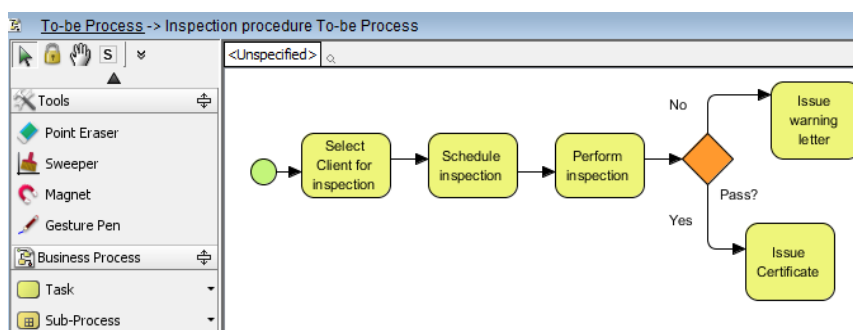 To-be Process -> Inspection procedure To-be Process
S
<Unspecified>
Tools
Point Eraser
Sweeper
Magnet
Gesture Pen
Business Process
Task
Sub-Process
Select
Client for
inspection
Schedule
inspection
Perform
inspection
No
Issue
warning
letter
Pass?
Yes
Issue
Certificate